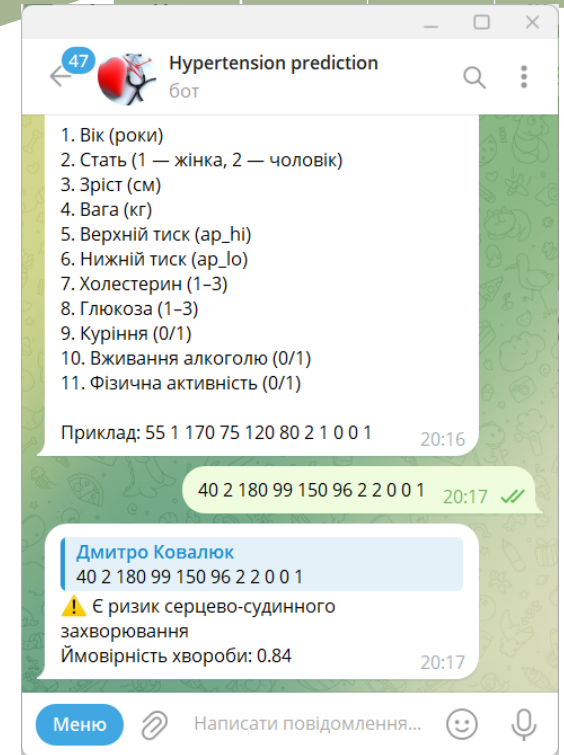 47
Hypertension prediction
бот
1. Вік (роки)
2. Стать (1 — жінка, 2 — чоловік)
3. Зріст (см)
4. Вага (кг)
5. Верхній тиск (ap_hi)
6. Нижній тиск (ap_lo)
7. Холестерин (1–3)
8. Глюкоза (1–3)
9. Куріння (0/1)
10. Вживання алкоголю (0/1)
11. Фізична активність (0/1)
Приклад: 55 1 170 75 120 80 2 1 0 0 1 20:16
40 2 180 99 150 96 2 2 0 0 1 20:17
Дмитро Ковалюк
40 2 180 99 150 96 2 2 0 0 1
⚠️ Є ризик серцево-судинного
захворювання
Ймовірність хвороби: 0.84 20:17
Меню Написати повідомлення...